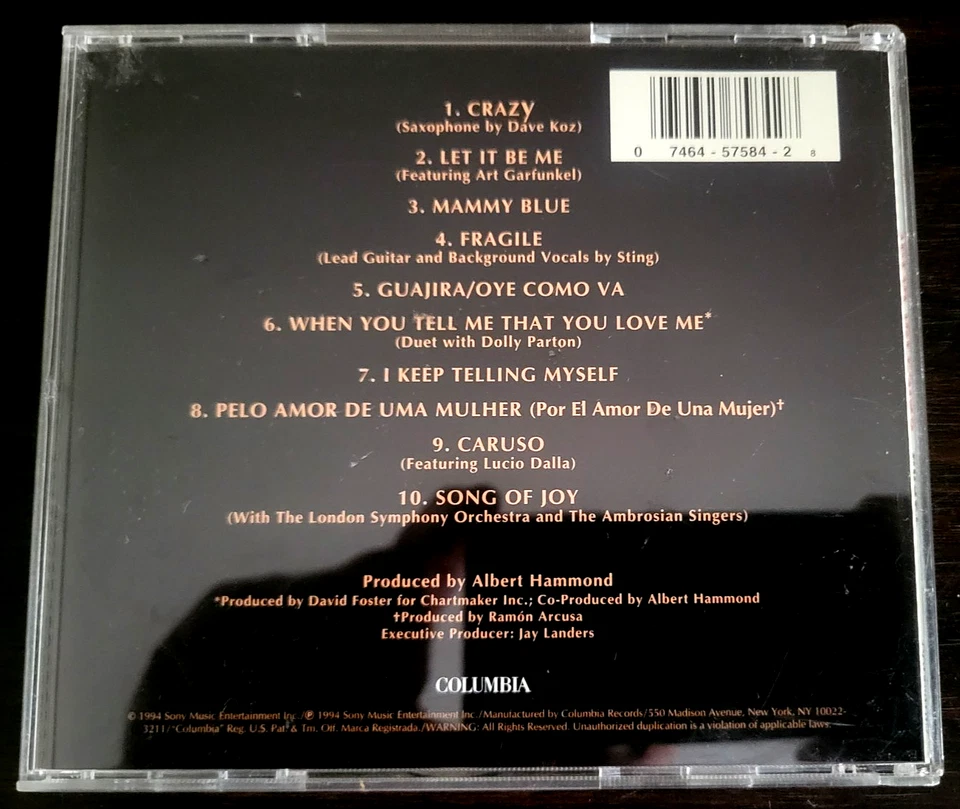 1. CRAZY
(Saxophone by Dave Koz)
2. LET IT BE ME
(Featuring Art Garfunkel)
3. MAMMY BLUE
4. FRAGILE
(Lead Guitar and Background Vocals by Sting)
5. GUAJIRA/OYE COMO VA
6. WHEN YOU TELL ME THAT YOU LOVE ME*
(Duet with Dolly Parton)
7. I KEEP TELLING MYSELF
8. PELO AMOR DE UMA MULHER (Por El Amor De Una Mujer)†
9. CARUSO
(Featuring Lucio Dalla)
10. SONG OF JOY
(With The London Symphony Orchestra and The Ambrosian Singers)
0 7464 - 57584 - 2 8
Produced by Albert Hammond
*Produced by David Foster for Chartmaker Inc.; Co-Produced by Albert Hammond
†Produced by Ramón Arcusa
Executive Producer: Jay Landers
COLUMBIA
© 1994 Sony Music Entertainment Inc./℗ 1994 Sony Music Entertainment Inc./Manufactured by Columbia Records/550 Madison Avenue, New York, NY 10022-
3211/"Columbia" Reg. U.S. Pat. & Tm. Off. Marca Registrada./WARNING: All Rights Reserved. Unauthorized duplication is a violation of applicable laws.